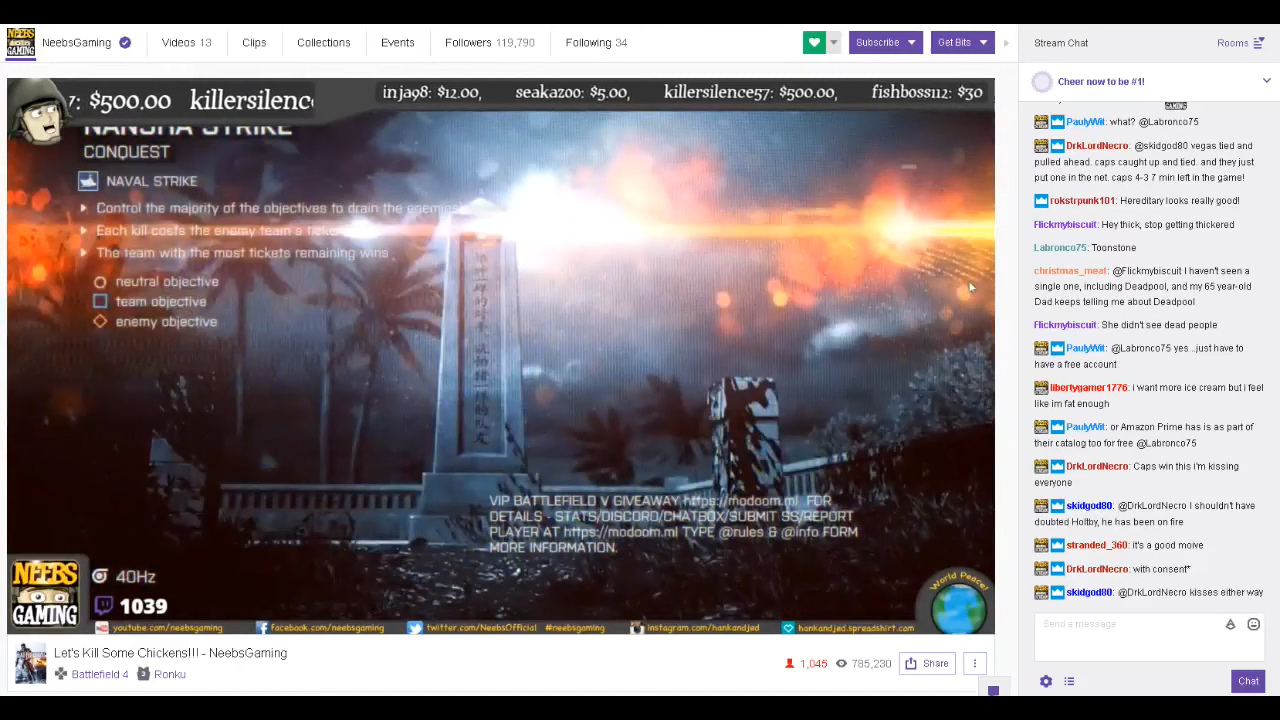 NeebsGaming
Videos 13
Clips
Collections
Events
Followers 119,790
Following 34
Subscribe
Get Bits
Stream Chat
Rooms
Cheer now to be #1!
7: $500.00 killersilenc
inja98: $12.00, seakazoo: $5.00, killersilence57: $500.00, fishboss112: $30
NANSHA STRIKE
CONQUEST
NAVAL STRIKE
Control the majority of the objectives to drain the enemies
Each kill costs the enemy team a ticket
The team with the most tickets remaining wins
neutral objective
team objective
enemy objective
VIP BATTLEFIELD V GIVEAWAY https://modoom.ml FOR
DETAILS - STATS/DISCORD/CHATBOX/SUBMIT SS/REPORT
PLAYER AT https://modoom.ml TYPE @rules & @info FORM
MORE INFORMATION.
NEEBS
GAMING
40Hz
1039
World Peace!
youtube.com/neebsgaming
facebook.com/neebsgaming
twitter.com/NeebsOfficial #neebsgaming
instagram.com/hankandjed
hankandjed.spreadshirt.com
Let's Kill Some Chickens!!! - NeebsGaming
Battlefield 4
Ronku
1,045
785,230
Share
PaulyWit: what? @Labronco75
DrkLordNecro: @skidgod80 vegas tied and
pulled ahead. caps caught up and tied. and they just
put one in the net. caps 4-3 7 min left in the game!
rokstrpunk101: Hereditary looks really good!
Flickmybiscuit: Hey thick, stop getting thickered
Labronco75: Toonstone
christmas_meat: @Flickmybiscuit I haven't seen a
single one, including Deadpool, and my 65 year-old
Dad keeps telling me about Deadpool
Flickmybiscuit: She didn't see dead people
PaulyWit: @Labronco75 yes...just have to
have a free account
libertygamer1776: i want more ice cream but i feel
like im fat enough
PaulyWit: or Amazon Prime has is as part of
their catalog too for free @Labronco75
DrkLordNecro: Caps win this i'm kissing
everyone
skidgod80: @DrkLordNecro I shouldn't have
doubted Holtby, he has been on fire
stranded_360: it's a good moive
DrkLordNecro: with consent*
skidgod80: @DrkLordNecro kisses either way
Send a message
Chat